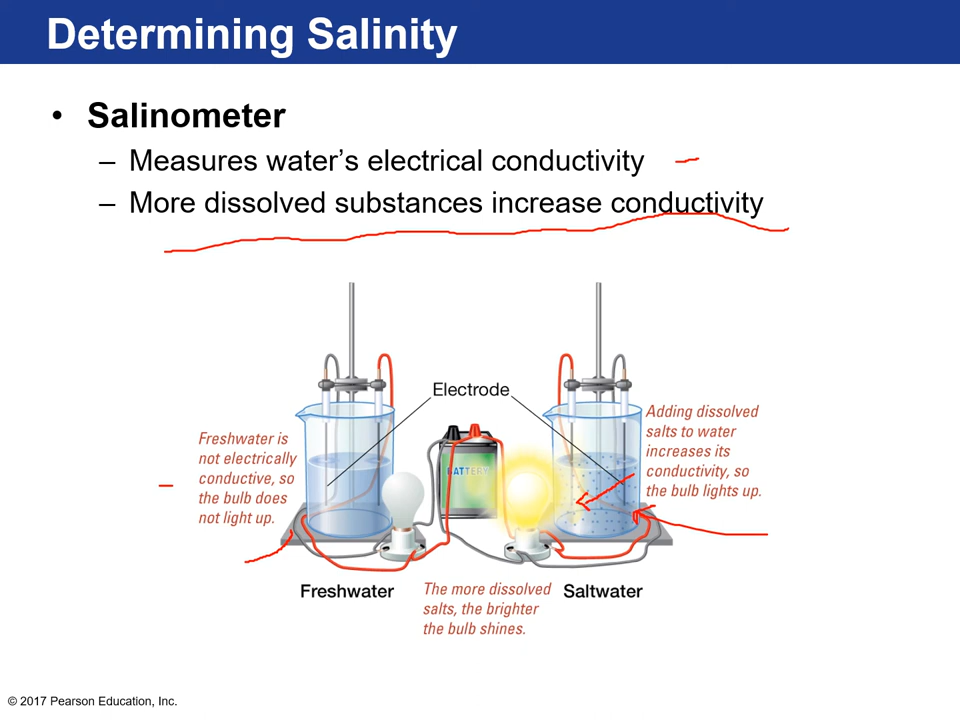 Determining Salinity
• Salinometer
– Measures water's electrical conductivity
– More dissolved substances increase conductivity
Electrode
Freshwater is
not electrically
conductive, so
the bulb does
not light up.
BATTERY
Adding dissolved
salts to water
increases its
conductivity, so
the bulb lights up.
Freshwater
The more dissolved
salts, the brighter
the bulb shines.
Saltwater
© 2017 Pearson Education, Inc.